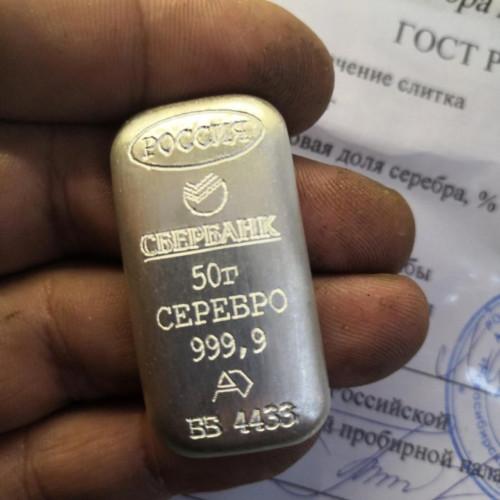 РОССИЯ
СБЕРБАНК
50г
СЕРЕБРО
999,9
ББ 4433
ГОСТ Р
чение слитка
овая доля серебра, %
бы
оссийской
й пробирной пала